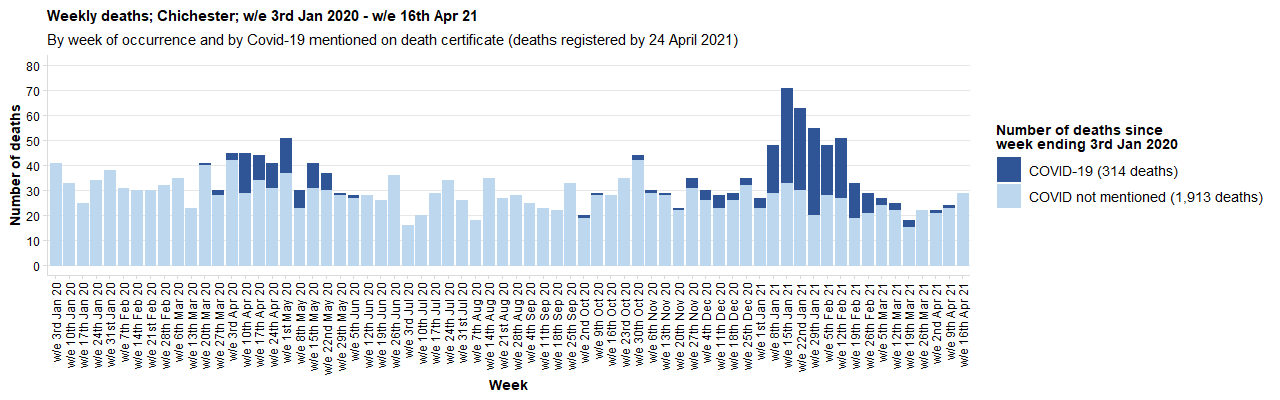 Weekly deaths; Chichester; w/e 3rd Jan 2020 - w/e 16th Apr 21
By week of occurrence and by Covid-19 mentioned on death certificate (deaths registered by 24 April 2021)
Number of deaths
80
70
60
50
40
30
20
10
0
w/e 3rd Jan 20
w/e 10th Jan 20
w/e 17th Jan 20
w/e 24th Jan 20
w/e 31st Jan 20
w/e 7th Feb 20
w/e 14th Feb 20
w/e 21st Feb 20
w/e 28th Feb 20
w/e 6th Mar 20
w/e 13th Mar 20
w/e 20th Mar 20
w/e 27th Mar 20
w/e 3rd Apr 20
w/e 10th Apr 20
w/e 17th Apr 20
w/e 24th Apr 20
w/e 1st May 20
w/e 8th May 20
w/e 15th May 20
w/e 22nd May 20
w/e 29th May 20
w/e 5th Jun 20
w/e 12th Jun 20
w/e 19th Jun 20
w/e 26th Jun 20
w/e 3rd Jul 20
w/e 10th Jul 20
w/e 17th Jul 20
w/e 24th Jul 20
w/e 31st Jul 20
w/e 7th Aug 20
w/e 14th Aug 20
w/e 21st Aug 20
w/e 28th Aug 20
w/e 4th Sep 20
w/e 11th Sep 20
w/e 18th Sep 20
w/e 25th Sep 20
w/e 2nd Oct 20
w/e 9th Oct 20
w/e 16th Oct 20
w/e 23rd Oct 20
w/e 30th Oct 20
w/e 6th Nov 20
w/e 13th Nov 20
w/e 20th Nov 20
w/e 27th Nov 20
w/e 4th Dec 20
w/e 11th Dec 20
w/e 18th Dec 20
w/e 25th Dec 20
w/e 1st Jan 21
w/e 8th Jan 21
w/e 15th Jan 21
w/e 22nd Jan 21
w/e 29th Jan 21
w/e 5th Feb 21
w/e 12th Feb 21
w/e 19th Feb 21
w/e 26th Feb 21
w/e 5th Mar 21
w/e 12th Mar 21
w/e 19th Mar 21
w/e 26th Mar 21
w/e 2nd Apr 21
w/e 9th Apr 21
w/e 16th Apr 21
Week
Number of deaths since
week ending 3rd Jan 2020
COVID-19 (314 deaths)
COVID not mentioned (1,913 deaths)